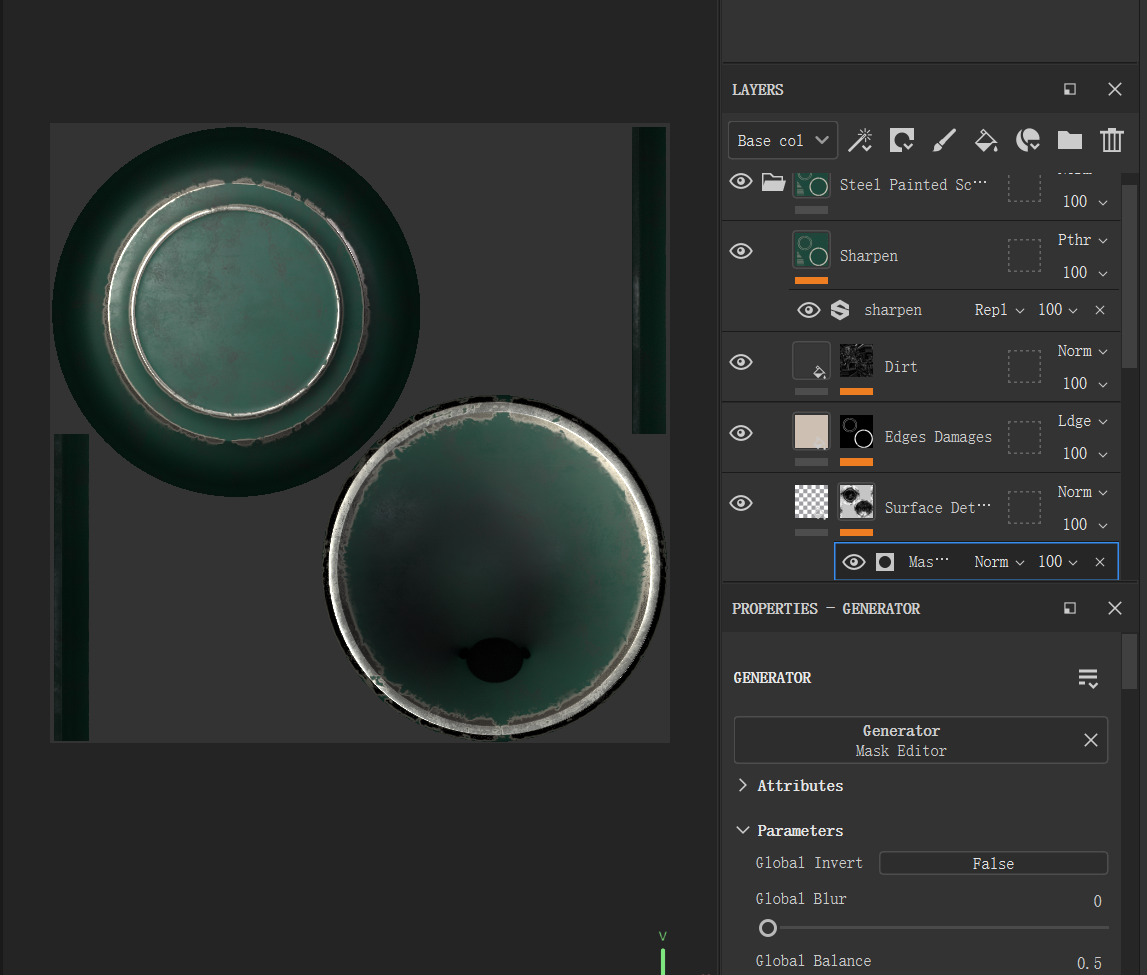 LAYERS
Base col
Steel Painted Sc…
100
Sharpen
Pthr
100
sharpen Repl 100
Dirt
Norm
100
Edges Damages
Ldge
100
Surface Det…
Norm
100
Mas… Norm 100
PROPERTIES - GENERATOR
GENERATOR
Generator
Mask Editor
Attributes
Parameters
Global Invert False
Global Blur 0
Global Balance 0.5
V